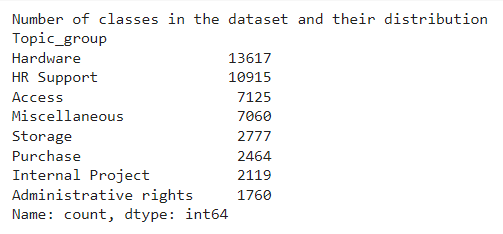 Number of classes in the dataset and their distribution
Topic_group
Hardware 13617
HR Support 10915
Access 7125
Miscellaneous 7060
Storage 2777
Purchase 2464
Internal Project 2119
Administrative rights 1760
Name: count, dtype: int64